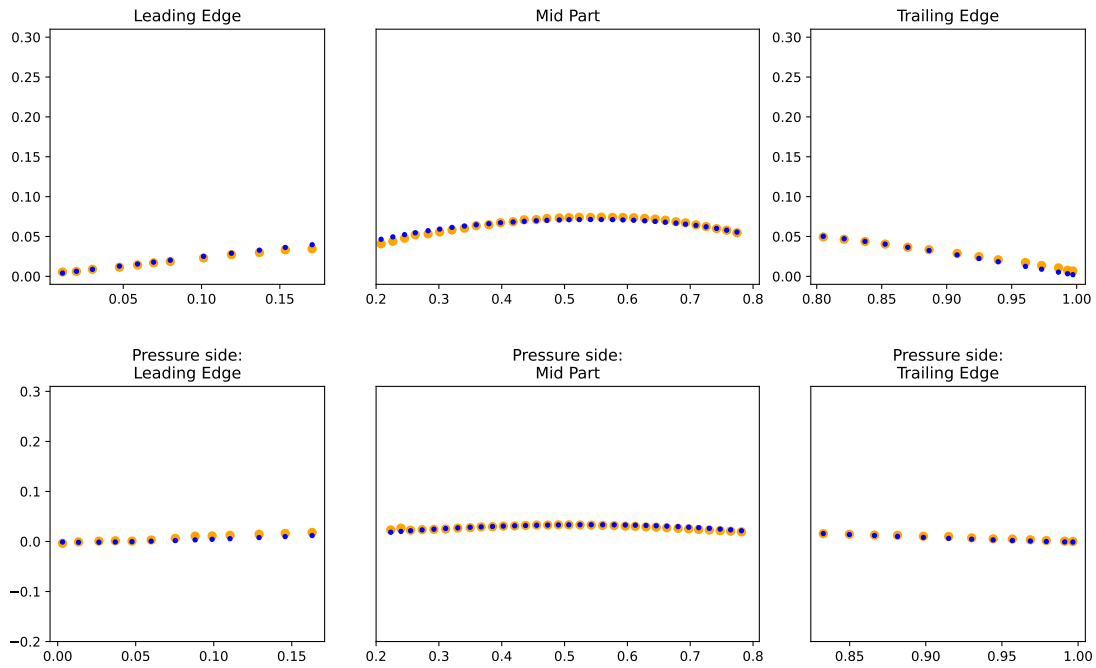 Leading Edge
Mid Part
Trailing Edge
0.30
0.25
0.20
0.15
0.10
0.05
0.00
0.05 0.10 0.15
0.2 0.3 0.4 0.5 0.6 0.7 0.8
0.30
0.25
0.20
0.15
0.10
0.05
0.00
0.80 0.85 0.90 0.95 1.00
Pressure side:
Leading Edge
Pressure side:
Mid Part
Pressure side:
Trailing Edge
0.3
0.2
0.1
0.0
−0.1
−0.2
0.00 0.05 0.10 0.15
0.2 0.3 0.4 0.5 0.6 0.7 0.8
0.85 0.90 0.95 1.00